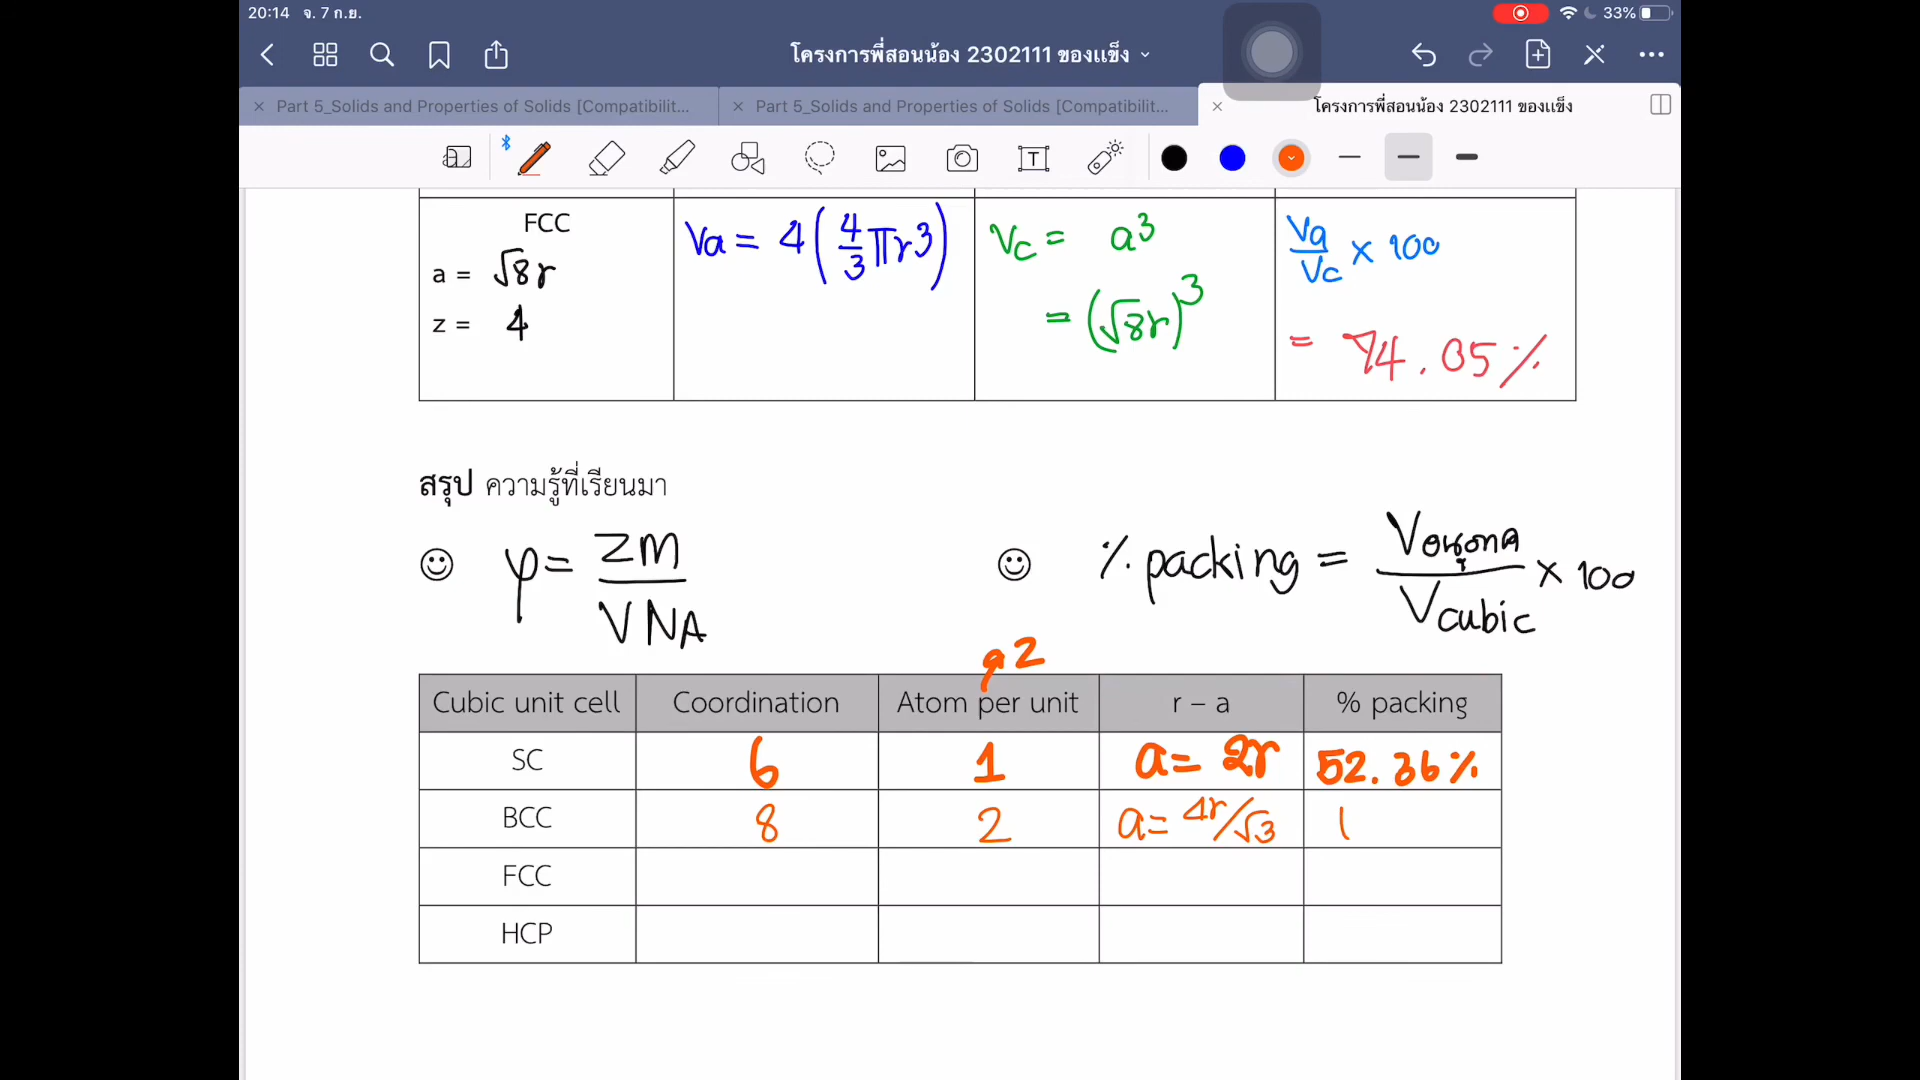 20:14 จ. 7 ก.ย.
33%
โครงการพี่สอนน้อง 2302111 ของแข็ง
Part 5_Solids and Properties of Solids [Compatibilit...
Part 5_Solids and Properties of Solids [Compatibilit...
โครงการพี่สอนน้อง 2302111 ของแข็ง
FCC
a = √8r
z = 4
Va = 4(4/3 πr3)
Vc = a3
= (√8r)3
Va/Vc × 100
= 74.05%
สรุป ความรู้ที่เรียนมา
ρ = ZM/VNA
% packing = Vอนุภาค/Vcubic × 100
z
Cubic unit cell Coordination Atom per unit r – a % packing
SC 6 1 a = 2r 52.36%
BCC 8 2 a = 4r/√3
FCC
HCP